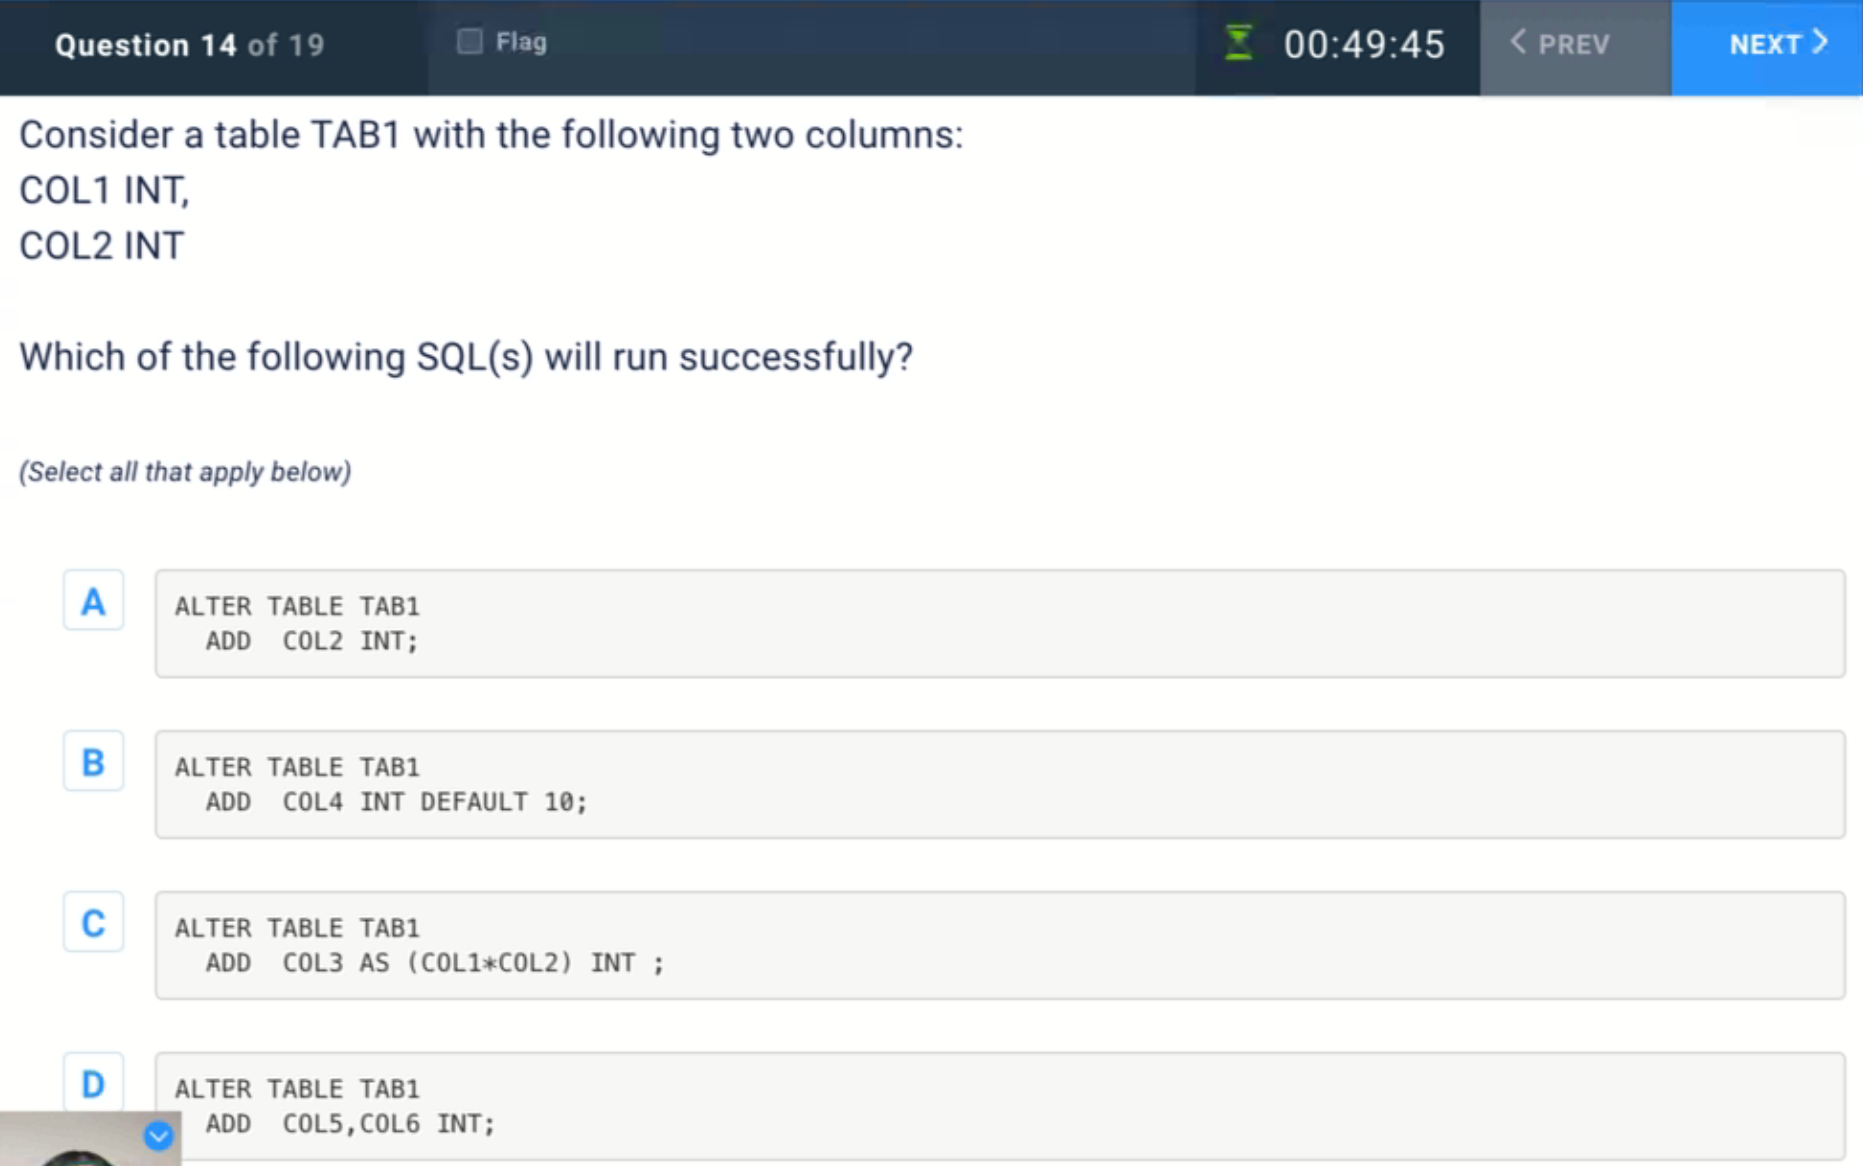 Question 14 of 19
Flag
00:49:45
PREV
NEXT
Consider a table TAB1 with the following two columns:
COL1 INT,
COL2 INT
Which of the following SQL(s) will run successfully?
(Select all that apply below)
A
ALTER TABLE TAB1
ADD  COL2 INT;
B
ALTER TABLE TAB1
ADD  COL4 INT DEFAULT 10;
C
ALTER TABLE TAB1
ADD  COL3 AS (COL1*COL2) INT ;
D
ALTER TABLE TAB1
ADD  COL5,COL6 INT;